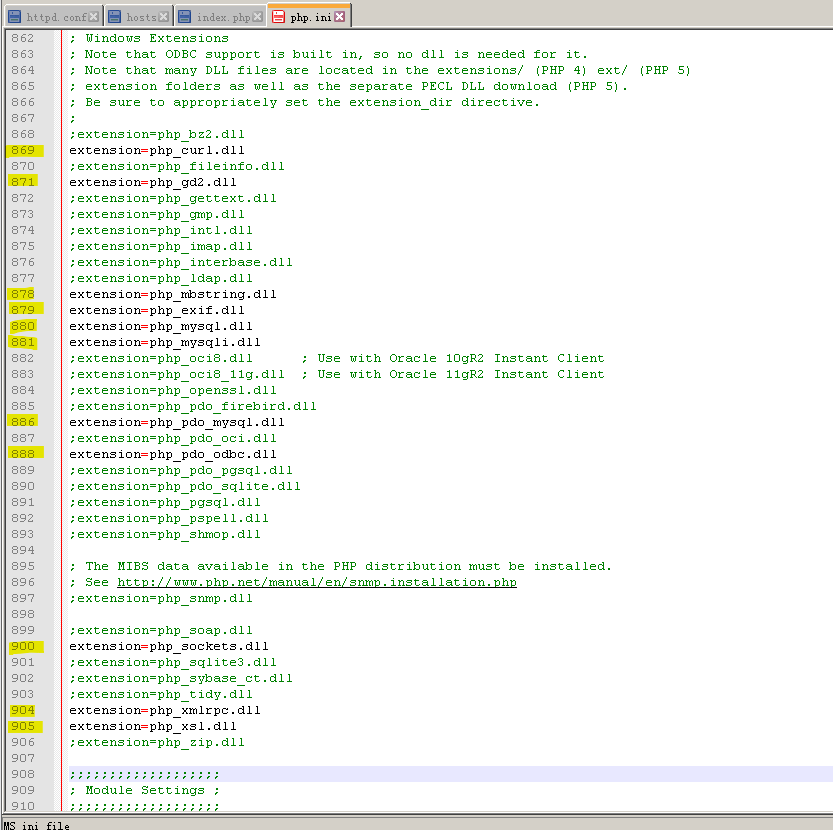 httpd.conf hosts index.php php.ini
862 ; Windows Extensions
863 ; Note that ODBC support is built in, so no dll is needed for it.
864 ; Note that many DLL files are located in the extensions/ (PHP 4) ext/ (PHP 5)
865 ; extension folders as well as the separate PECL DLL download (PHP 5).
866 ; Be sure to appropriately set the extension_dir directive.
867 ;
868 ;extension=php_bz2.dll
869 extension=php_curl.dll
870 ;extension=php_fileinfo.dll
871 extension=php_gd2.dll
872 ;extension=php_gettext.dll
873 ;extension=php_gmp.dll
874 ;extension=php_intl.dll
875 ;extension=php_imap.dll
876 ;extension=php_interbase.dll
877 ;extension=php_ldap.dll
878 extension=php_mbstring.dll
879 extension=php_exif.dll
880 extension=php_mysql.dll
881 extension=php_mysqli.dll
882 ;extension=php_oci8.dll      ; Use with Oracle 10gR2 Instant Client
883 ;extension=php_oci8_11g.dll  ; Use with Oracle 11gR2 Instant Client
884 ;extension=php_openssl.dll
885 ;extension=php_pdo_firebird.dll
886 extension=php_pdo_mysql.dll
887 ;extension=php_pdo_oci.dll
888 extension=php_pdo_odbc.dll
889 ;extension=php_pdo_pgsql.dll
890 ;extension=php_pdo_sqlite.dll
891 ;extension=php_pgsql.dll
892 ;extension=php_pspell.dll
893 ;extension=php_shmop.dll
894
895 ; The MIBS data available in the PHP distribution must be installed.
896 ; See http://www.php.net/manual/en/snmp.installation.php
897 ;extension=php_snmp.dll
898
899 ;extension=php_soap.dll
900 extension=php_sockets.dll
901 ;extension=php_sqlite3.dll
902 ;extension=php_sybase_ct.dll
903 ;extension=php_tidy.dll
904 extension=php_xmlrpc.dll
905 extension=php_xsl.dll
906 ;extension=php_zip.dll
907
908 ;;;;;;;;;;;;;;;;;;;
909 ; Module Settings ;
910 ;;;;;;;;;;;;;;;;;;;
MS ini file